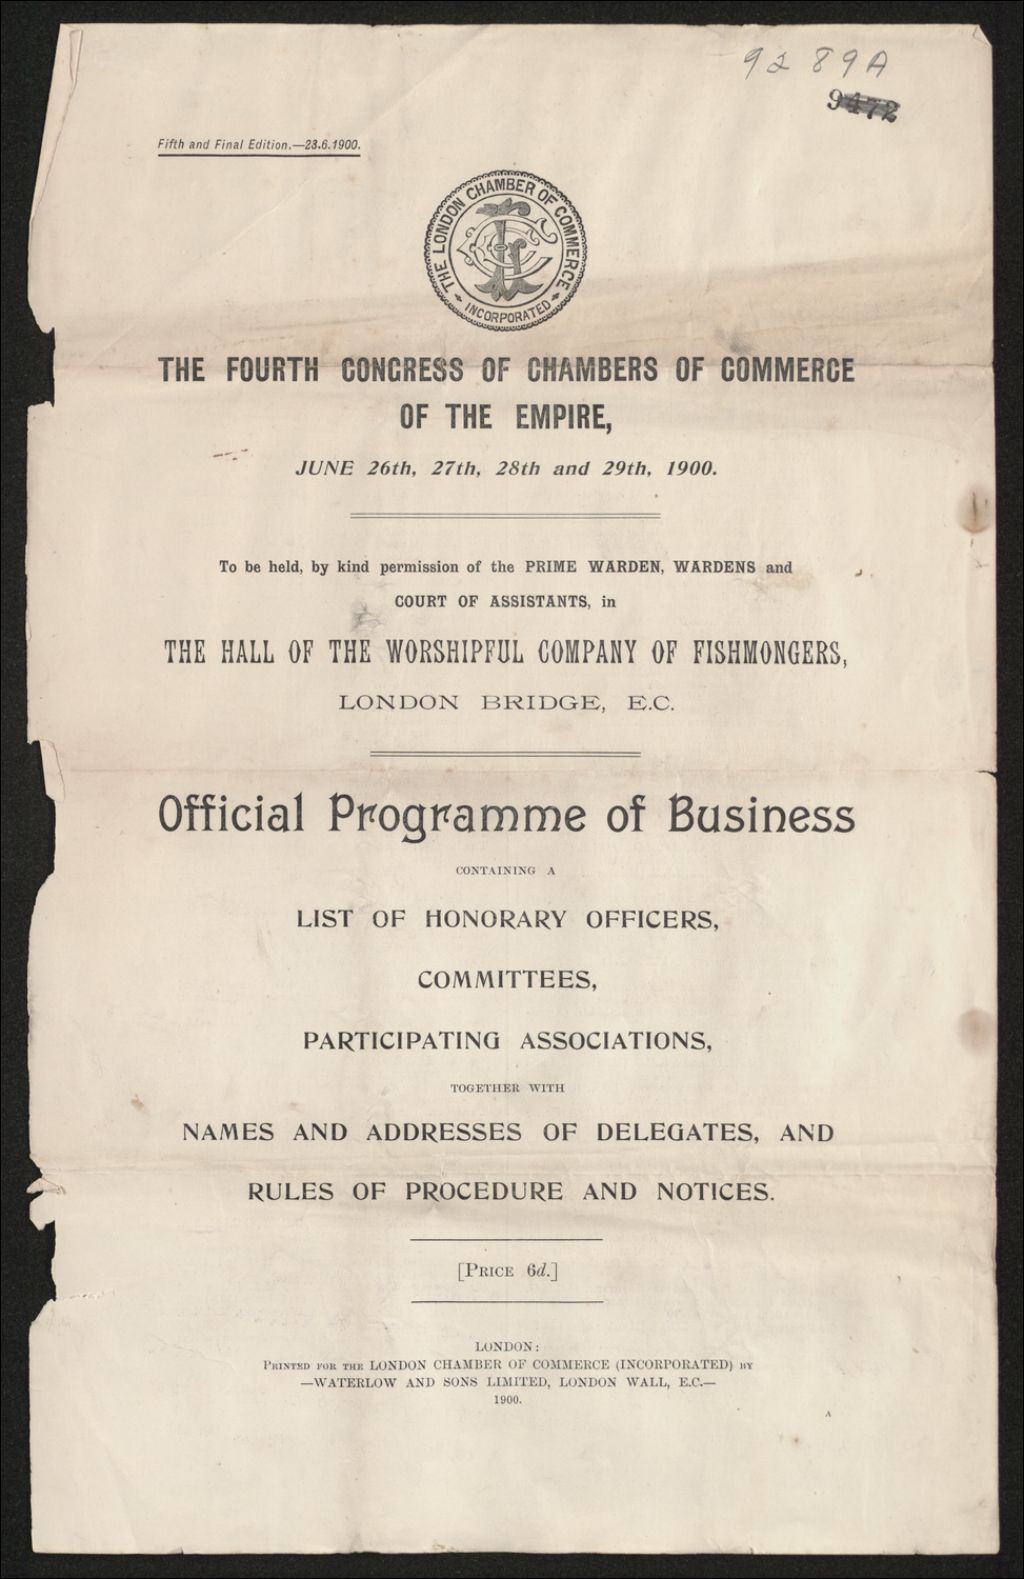 92 89A
9472
Fifth and Final Edition.—23.6.1900.
THE LONDON CHAMBER OF COMMERCE
INCORPORATED
THE FOURTH CONGRESS OF CHAMBERS OF COMMERCE
OF THE EMPIRE,
JUNE 26th, 27th, 28th and 29th, 1900.
To be held, by kind permission of the PRIME WARDEN, WARDENS and
COURT OF ASSISTANTS, in
THE HALL OF THE WORSHIPFUL COMPANY OF FISHMONGERS,
LONDON BRIDGE, E.C.
Official Programme of Business
CONTAINING A
LIST OF HONORARY OFFICERS,
COMMITTEES,
PARTICIPATING ASSOCIATIONS,
TOGETHER WITH
NAMES AND ADDRESSES OF DELEGATES, AND
RULES OF PROCEDURE AND NOTICES.
[PRICE 6d.]
LONDON:
PRINTED FOR THE LONDON CHAMBER OF COMMERCE (INCORPORATED) BY
—WATERLOW AND SONS LIMITED, LONDON WALL, E.C.—
1900.
A